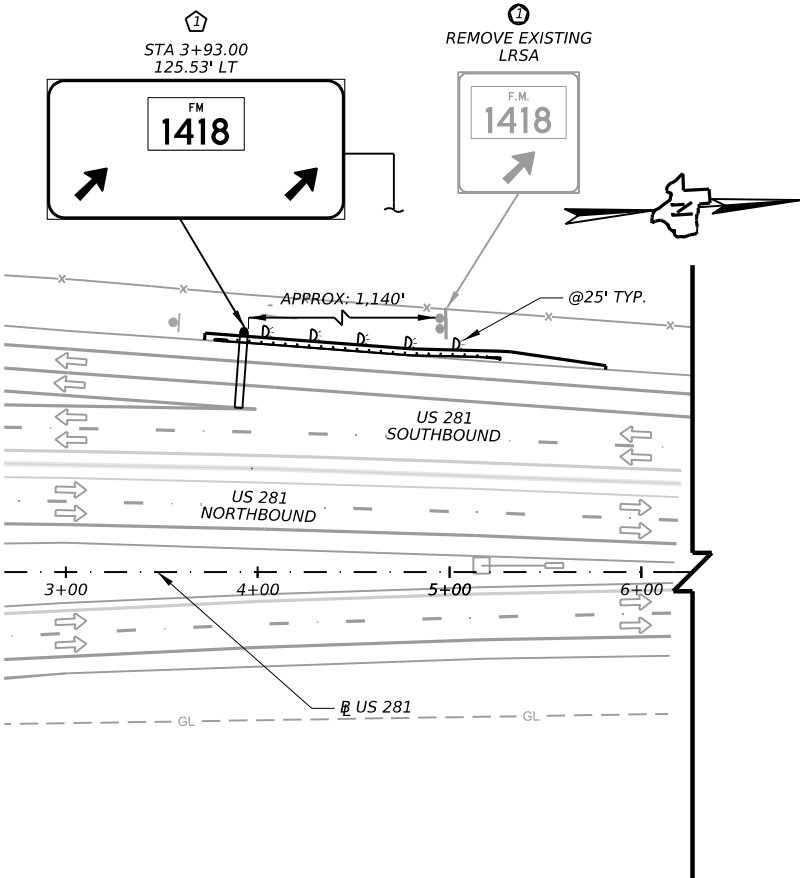 1
STA 3+93.00
125.53' LT
FM
1418
1
REMOVE EXISTING
LRSA
F.M.
1418
N
APPROX: 1,140'
@25' TYP.
US 281
SOUTHBOUND
US 281
NORTHBOUND
3+00
4+00
5+00
6+00
BL US 281
GL
GL